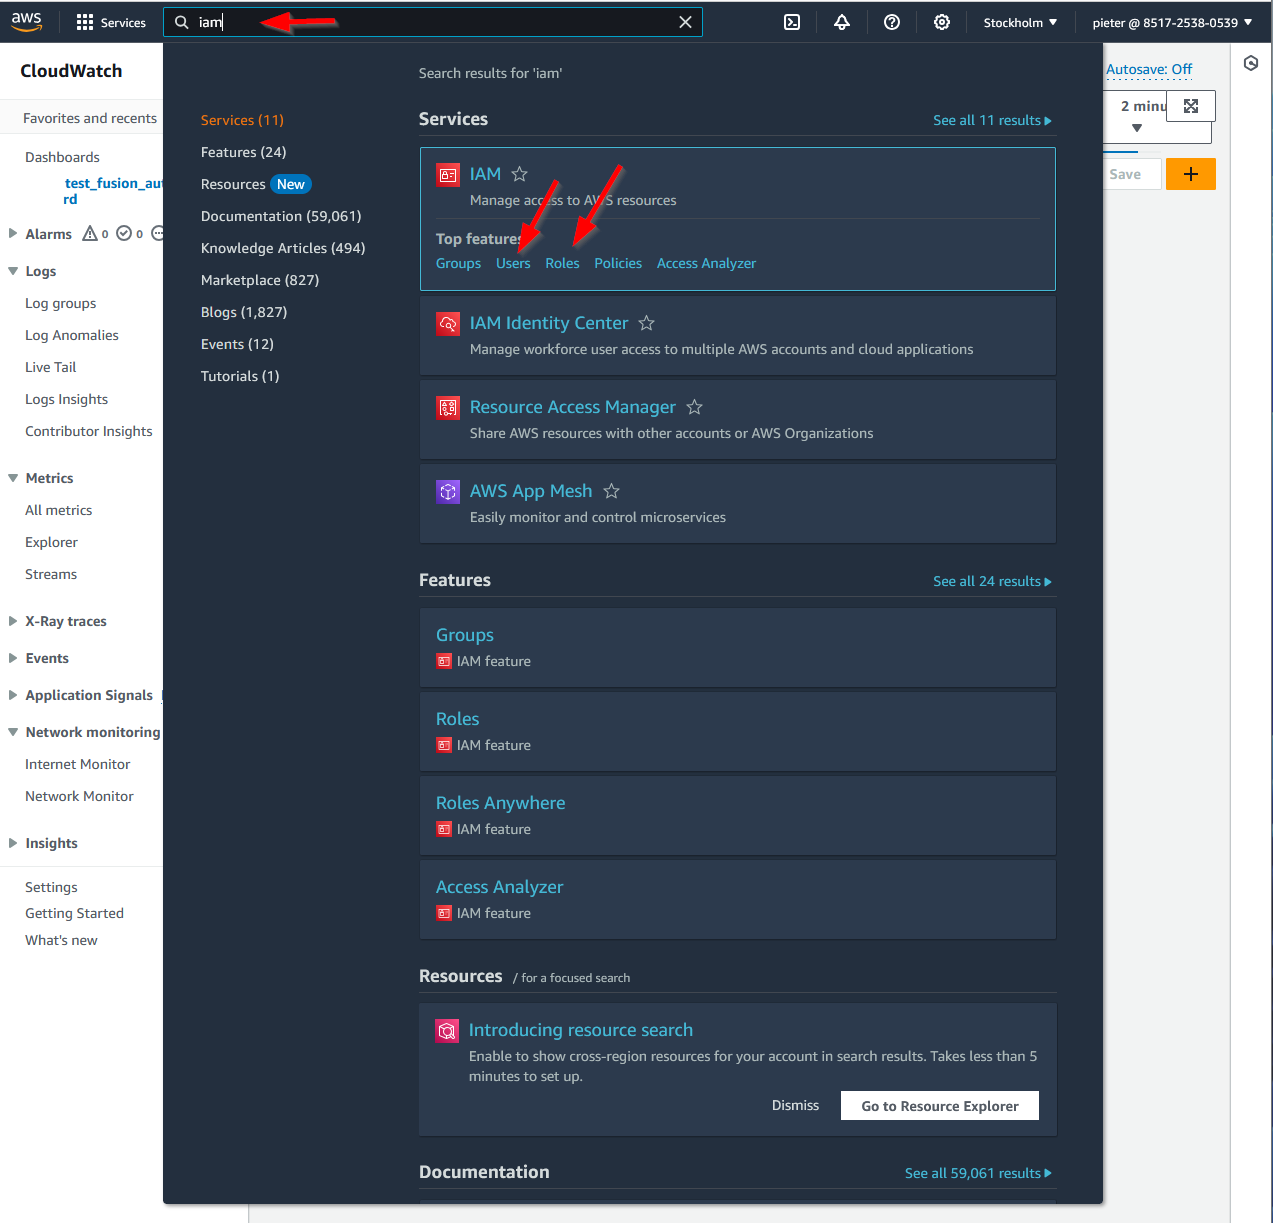 aws
Services
iam
Stockholm
pieter @ 8517-2538-0539
CloudWatch
Favorites and recents
Dashboards
test_fusion_au
rd
Alarms 0 0
Logs
Log groups
Log Anomalies
Live Tail
Logs Insights
Contributor Insights
Metrics
All metrics
Explorer
Streams
X-Ray traces
Events
Application Signals
Network monitoring
Internet Monitor
Network Monitor
Insights
Settings
Getting Started
What's new
Search results for 'iam'
Services (11)
Features (24)
Resources New
Documentation (59,061)
Knowledge Articles (494)
Marketplace (827)
Blogs (1,827)
Events (12)
Tutorials (1)
Services
See all 11 results
IAM
Manage access to AWS resources
Top features
Groups Users Roles Policies Access Analyzer
IAM Identity Center
Manage workforce user access to multiple AWS accounts and cloud applications
Resource Access Manager
Share AWS resources with other accounts or AWS Organizations
AWS App Mesh
Easily monitor and control microservices
Features
See all 24 results
Groups
IAM feature
Roles
IAM feature
Roles Anywhere
IAM feature
Access Analyzer
IAM feature
Resources / for a focused search
Introducing resource search
Enable to show cross-region resources for your account in search results. Takes less than 5
minutes to set up.
Dismiss
Go to Resource Explorer
Documentation
See all 59,061 results
Autosave: Off
2 minu
Save